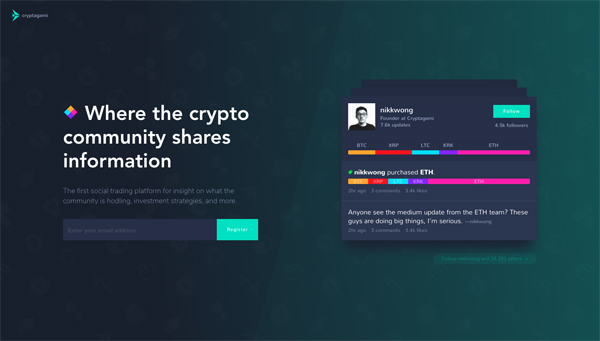 cryptagami
Where the crypto
community shares
information
The first social trading platform for insight on what the
community is hodling, investment strategies, and more.
Enter your email address
Register
nikkwong
Founder at Cryptagami
7.6k updates
Follow
4.5k followers
BTC XRP LTC KRK ETH
nikkwong purchased ETH.
BTC XRP LTC KRK ETH
2hr ago 3 comments 3.4k likes
Anyone see the medium update from the ETH team? These
guys are doing big things, I'm serious. —nikkwong
2hr ago 3 comments 3.4k likes
Follow nikkwong and
others →